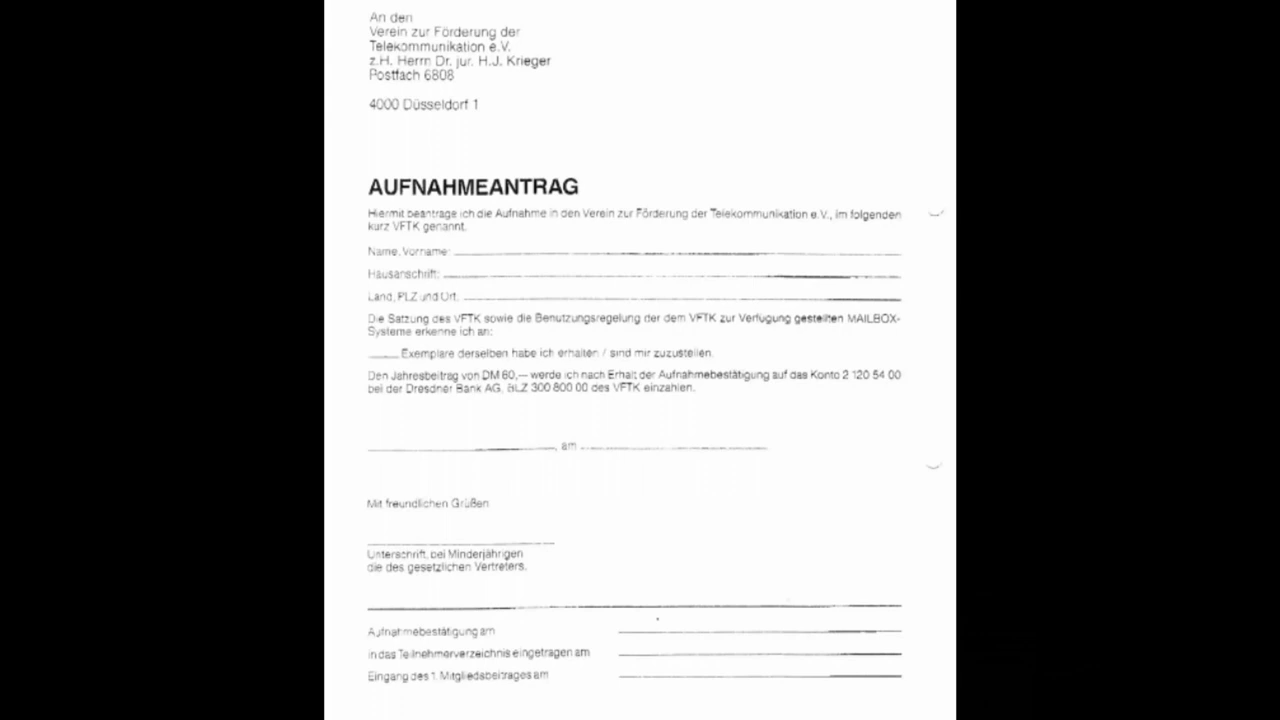 An den
Verein zur Förderung der
Telekommunikation e.V.
z.H. Herrn Dr. jur. H.J. Krieger
Postfach 6808
4000 Düsseldorf 1
AUFNAHMEANTRAG
Hiermit beantrage ich die Aufnahme in den Verein zur Förderung der Telekommunikation e.V., im folgenden
kurz VFTK genannt.
Name, Vorname:
Hausanschrift:
Land, PLZ und Ort:
Die Satzung des VFTK sowie die Benutzungsregelung der dem VFTK zur Verfügung gestellten MAILBOX-
Systeme erkenne ich an:
____ Exemplare derselben habe ich erhalten / sind mir zuzustellen.
Den Jahresbeitrag von DM 60,— werde ich nach Erhalt der Aufnahmebestätigung auf das Konto 2 120 54 00
bei der Dresdner Bank AG, BLZ 300 800 00 des VFTK einzahlen.
, am
Mit freundlichen Grüßen
Unterschrift, bei Minderjährigen
die des gesetzlichen Vertreters.
Aufnahmebestätigung am
in das Teilnehmerverzeichnis eingetragen am
Eingang des 1. Mitgliedsbeitrages am